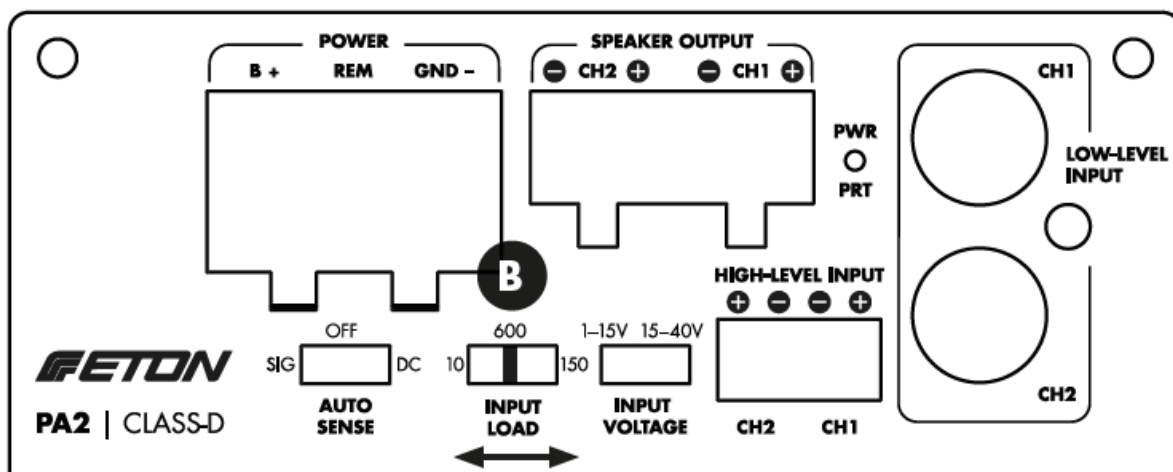 POWER
B + REM GND –
SPEAKER OUTPUT
– CH2 + – CH1 +
PWR
PRT
CH1
LOW–LEVEL
INPUT
CH2
B
HIGH–LEVEL INPUT
+ – – +
CH2 CH1
OFF
SIG DC
AUTO
SENSE
600
10 150
INPUT
LOAD
1–15V 15–40V
INPUT
VOLTAGE
ETON
PA2 | CLASS-D